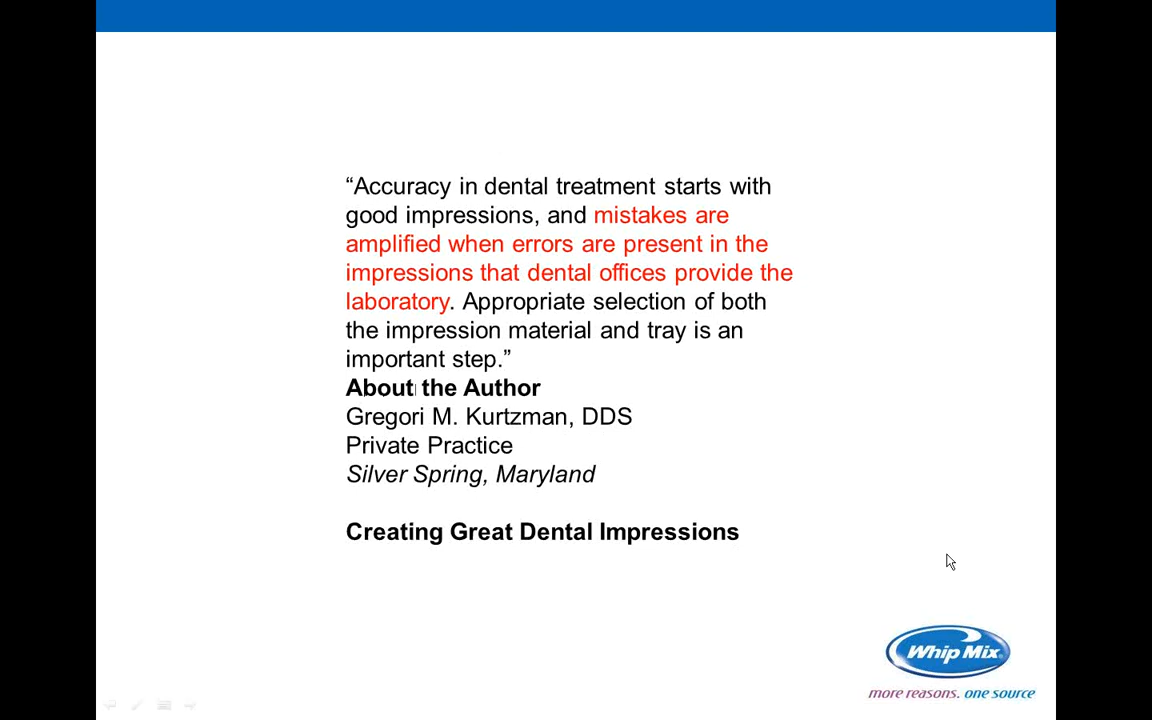 “Accuracy in dental treatment starts with
good impressions, and mistakes are
amplified when errors are present in the
impressions that dental offices provide the
laboratory. Appropriate selection of both
the impression material and tray is an
important step.”
About the Author
Gregori M. Kurtzman, DDS
Private Practice
Silver Spring, Maryland
Creating Great Dental Impressions
Whip Mix®
more reasons. one source